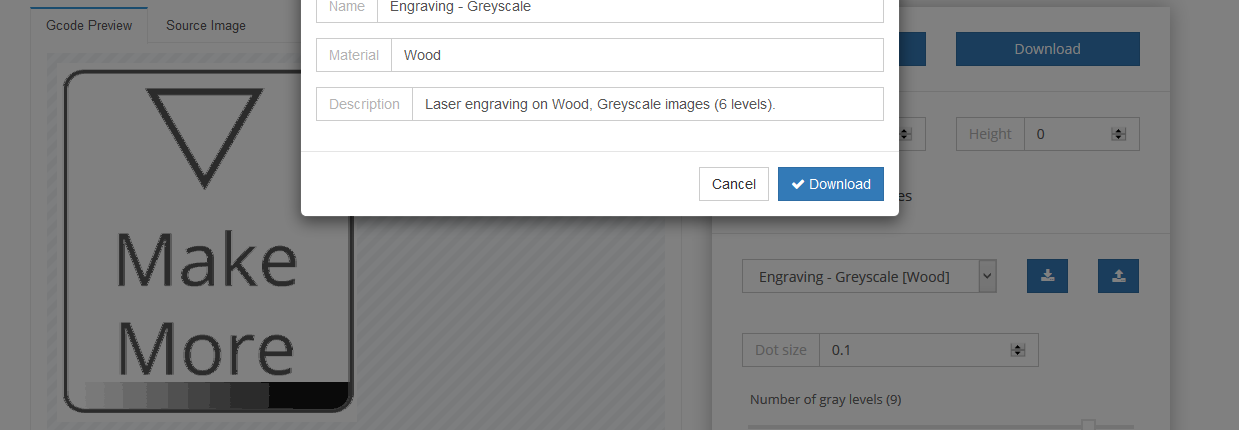 Name Engraving - Greyscale
Gcode Preview Source Image
Material Wood
Download
Description Laser engraving on Wood, Greyscale images (6 levels).
Height 0
Cancel Download
es
Make
More
Engraving - Greyscale [Wood]
Dot size 0.1
Number of gray levels (9)